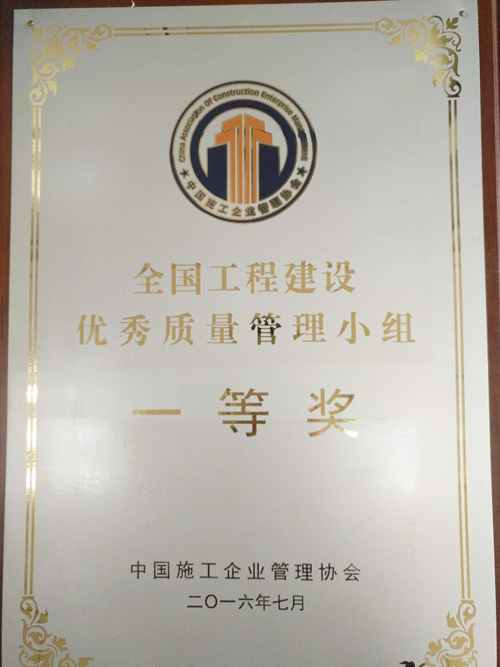 China Association Of Construction Enterprise Management
★中国施工企业管理协会★
全国工程建设
优秀质量管理小组
一等奖
中国施工企业管理协会
二〇一六年七月